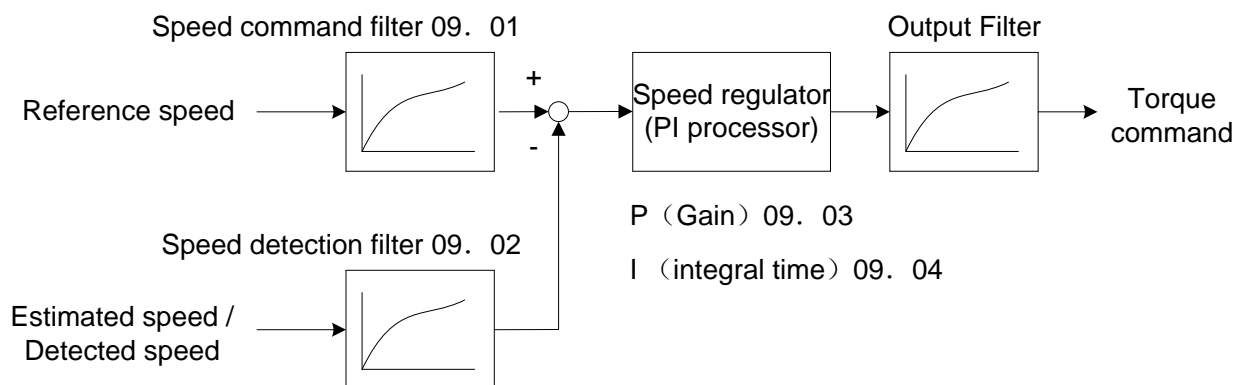 Speed command filter 09．01
Output Filter
Reference speed
+
-
Speed regulator
(PI processor)
Torque
command
P（Gain）09．03
I （integral time）09．04
Speed detection filter 09．02
Estimated speed /
Detected speed